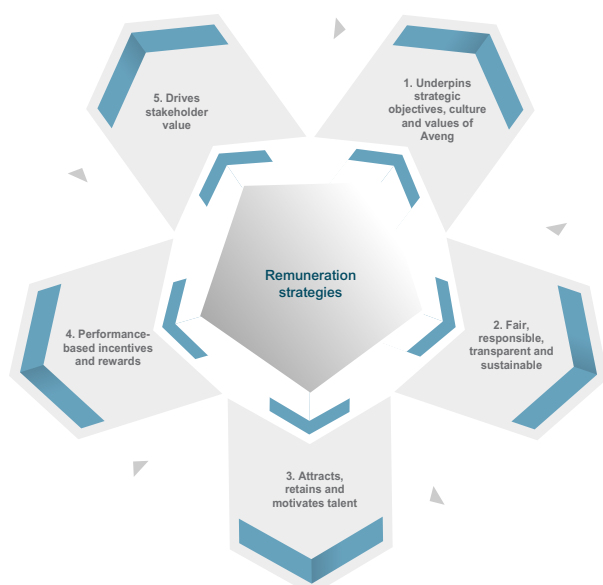 Remuneration
strategies
1. Underpins
strategic
objectives, culture
and values of
Aveng
2. Fair,
responsible,
transparent and
sustainable
3. Attracts,
retains and
motivates talent
4. Performance-
based incentives
and rewards
5. Drives
stakeholder
value